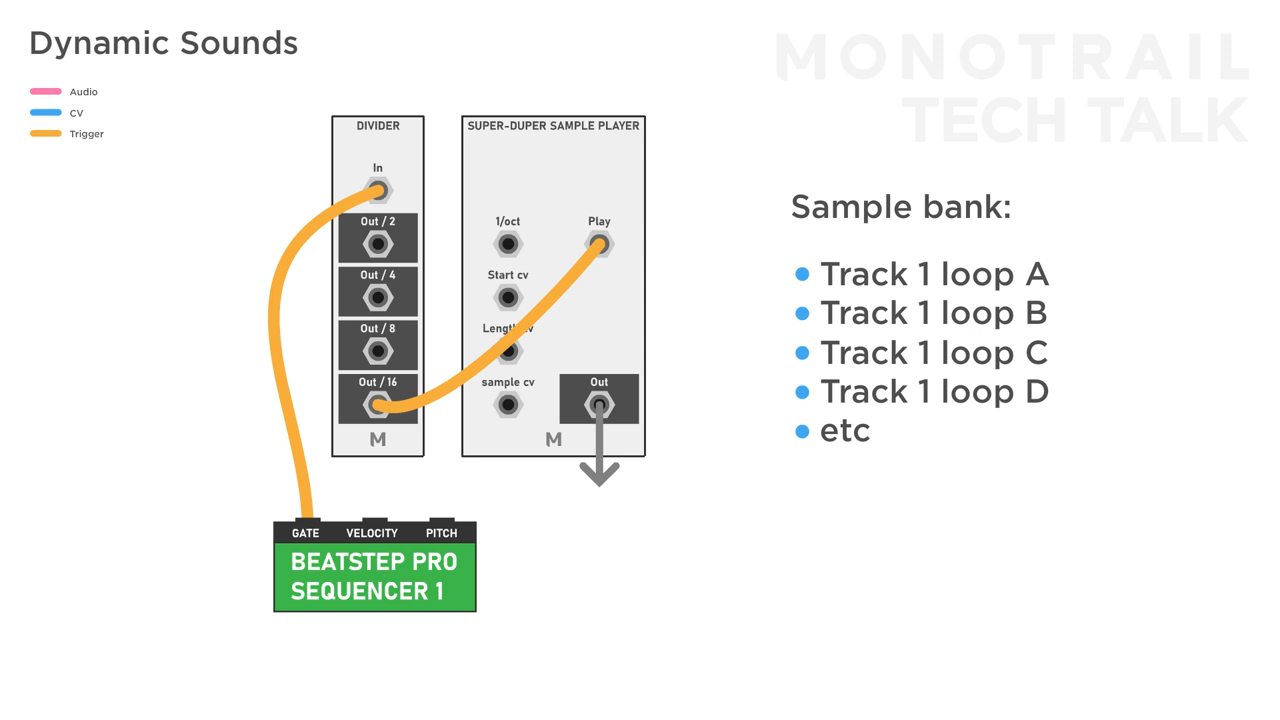 Dynamic Sounds
MONOTRAIL
TECH TALK
Audio
CV
Trigger
DIVIDER
In
Out / 2
Out / 4
Out / 8
Out / 16
M
SUPER-DUPER SAMPLE PLAYER
1/oct
Play
Start cv
Length cv
sample cv
Out
M
Sample bank:
Track 1 loop A
Track 1 loop B
Track 1 loop C
Track 1 loop D
etc
GATE
VELOCITY
PITCH
BEATSTEP PRO
SEQUENCER 1